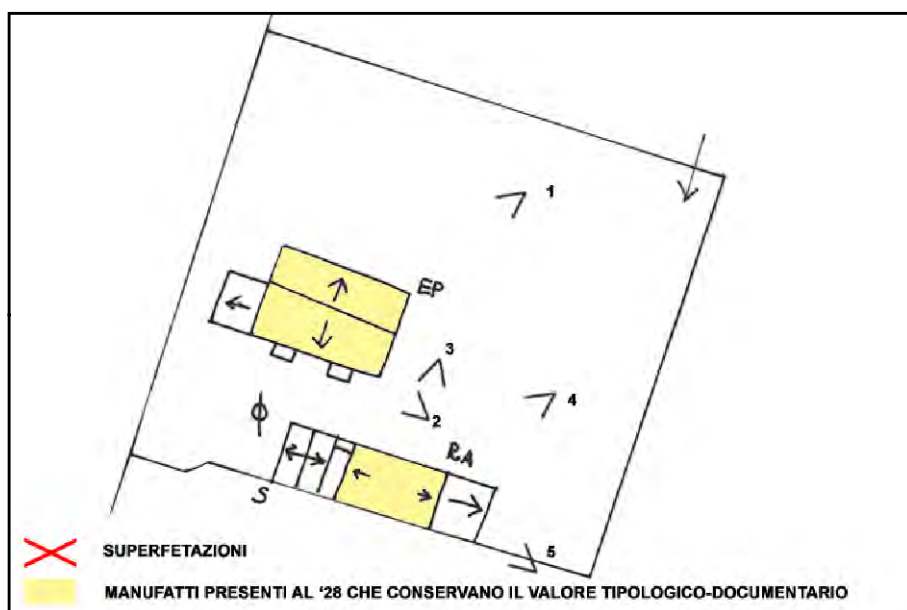 1
EP
3
4
2
ϕ
RA
S
5
SUPERFETAZIONI
MANUFATTI PRESENTI AL '28 CHE CONSERVANO IL VALORE TIPOLOGICO-DOCUMENTARIO